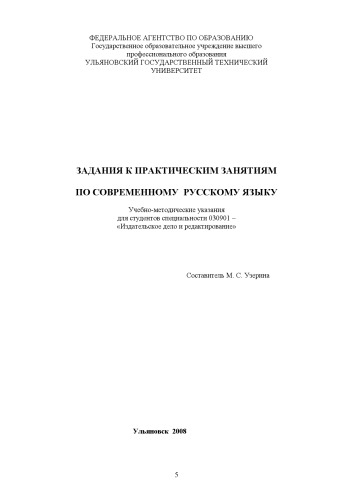 ФЕДЕРАЛЬНОЕ АГЕНТСТВО ПО ОБРАЗОВАНИЮ
Государственное образовательное учреждение высшего
профессионального образования
УЛЬЯНОВСКИЙ ГОСУДАРСТВЕННЫЙ ТЕХНИЧЕСКИЙ
УНИВЕРСИТЕТ
ЗАДАНИЯ К ПРАКТИЧЕСКИМ ЗАНЯТИЯМ
ПО СОВРЕМЕННОМУ РУССКОМУ ЯЗЫКУ
Учебно-методические указания
для студентов специальности 030901 –
«Издательское дело и редактирование»
Составитель М. С. Узерина
Ульяновск 2008
5